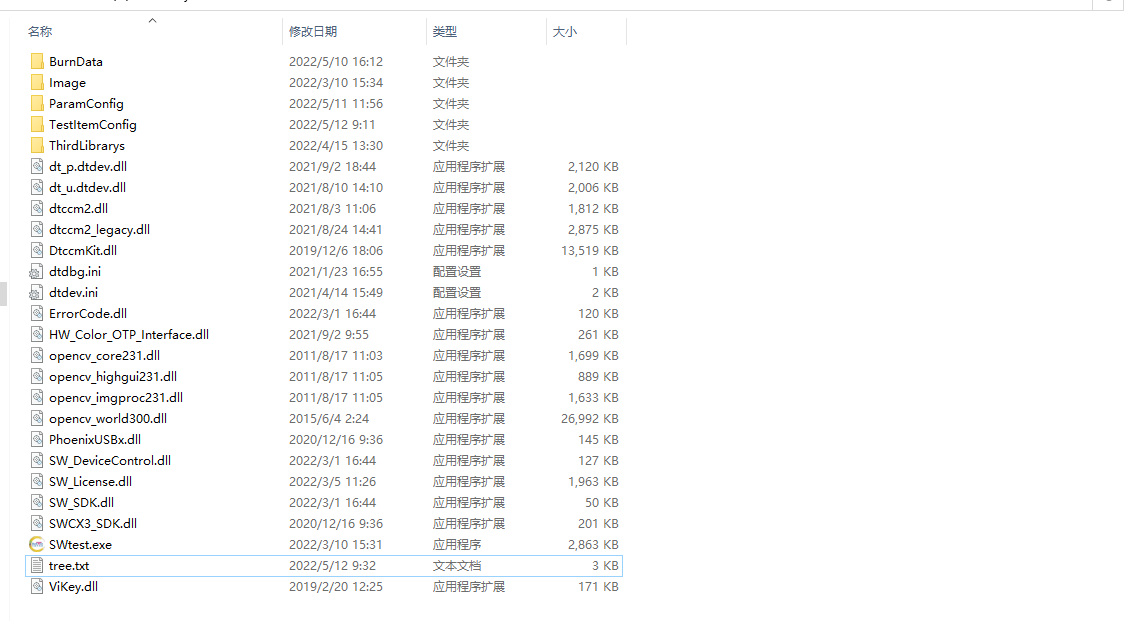 名称 修改日期 类型 大小
BurnData 2022/5/10 16:12 文件夹
Image 2022/3/10 15:34 文件夹
ParamConfig 2022/5/11 11:56 文件夹
TestItemConfig 2022/5/12 9:11 文件夹
ThirdLibrarys 2022/4/15 13:30 文件夹
dt_p.dtdev.dll 2021/9/2 18:44 应用程序扩展 2,120 KB
dt_u.dtdev.dll 2021/8/10 14:10 应用程序扩展 2,006 KB
dtccm2.dll 2021/8/3 11:06 应用程序扩展 1,812 KB
dtccm2_legacy.dll 2021/8/24 14:41 应用程序扩展 2,875 KB
DtccmKit.dll 2019/12/6 18:06 应用程序扩展 13,519 KB
dtdbg.ini 2021/1/23 16:55 配置设置 1 KB
dtdev.ini 2021/4/14 15:49 配置设置 2 KB
ErrorCode.dll 2022/3/1 16:44 应用程序扩展 120 KB
HW_Color_OTP_Interface.dll 2021/9/2 9:55 应用程序扩展 261 KB
opencv_core231.dll 2011/8/17 11:03 应用程序扩展 1,699 KB
opencv_highgui231.dll 2011/8/17 11:05 应用程序扩展 889 KB
opencv_imgproc231.dll 2011/8/17 11:05 应用程序扩展 1,633 KB
opencv_world300.dll 2015/6/4 2:24 应用程序扩展 26,992 KB
PhoenixUSBx.dll 2020/12/16 9:36 应用程序扩展 145 KB
SW_DeviceControl.dll 2022/3/1 16:44 应用程序扩展 127 KB
SW_License.dll 2022/3/5 11:26 应用程序扩展 1,963 KB
SW_SDK.dll 2022/3/1 16:44 应用程序扩展 50 KB
SWCX3_SDK.dll 2020/12/16 9:36 应用程序扩展 201 KB
SWtest.exe 2022/3/10 15:31 应用程序 2,863 KB
tree.txt 2022/5/12 9:32 文本文档 3 KB
ViKey.dll 2019/2/20 12:25 应用程序扩展 171 KB